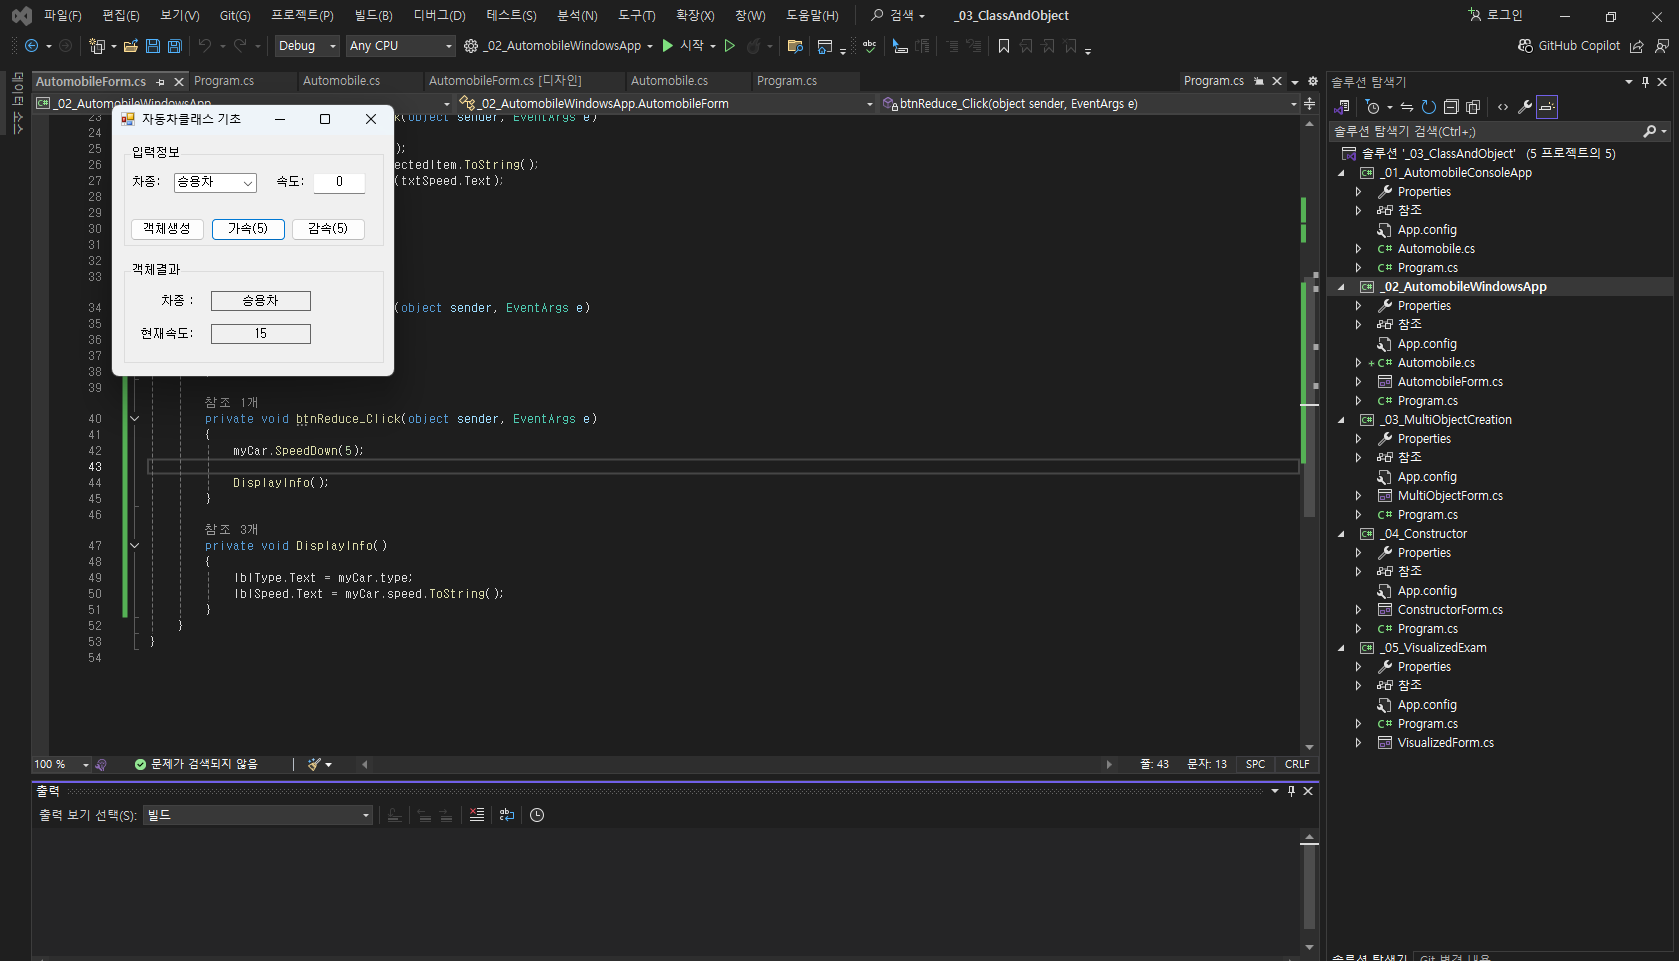 파일(F) 편집(E) 보기(V) Git(G) 프로젝트(P) 빌드(B) 디버그(D) 테스트(S) 분석(N) 도구(T) 확장(X) 창(W) 도움말(H) 검색 _03_ClassAndObject 로그인
Debug Any CPU _02_AutomobileWindowsApp 시작 GitHub Copilot
데이터 소스
AutomobileForm.cs Program.cs Automobile.cs AutomobileForm.cs [디자인] Automobile.cs Program.cs Program.cs
_02_AutomobileWindowsApp _02_AutomobileWindowsApp.AutomobileForm btnReduce_Click(object sender, EventArgs e)
자동차클래스 기초
입력정보
차종: 승용차 속도: 0
객체생성 가속(5) 감속(5)
객체결과
차종 : 승용차
현재속도: 15
23 k(object sender, EventArgs e)
24
25 );
26 ectedItem.ToString();
27 (txtSpeed.Text);
28
29
30
31
32
33
34 (object sender, EventArgs e)
35
36
37
38
39
참조 1개
40 private void btnReduce_Click(object sender, EventArgs e)
41 {
42 myCar.SpeedDown(5);
43
44 DisplayInfo();
45 }
46
참조 3개
47 private void DisplayInfo()
48 {
49 lblType.Text = myCar.type;
50 lblSpeed.Text = myCar.speed.ToString();
51 }
52 }
53 }
54
100 % 문제가 검색되지 않음 줄: 43 문자: 13 SPC CRLF
출력
출력 보기 선택(S): 빌드
솔루션 탐색기
솔루션 탐색기 검색(Ctrl+;)
솔루션 '_03_ClassAndObject' (5 프로젝트의 5)
_01_AutomobileConsoleApp
Properties
참조
App.config
C# Automobile.cs
C# Program.cs
_02_AutomobileWindowsApp
Properties
참조
App.config
+ C# Automobile.cs
AutomobileForm.cs
C# Program.cs
_03_MultiObjectCreation
Properties
참조
App.config
MultiObjectForm.cs
C# Program.cs
_04_Constructor
Properties
참조
App.config
ConstructorForm.cs
C# Program.cs
_05_VisualizedExam
Properties
참조
App.config
C# Program.cs
VisualizedForm.cs
솔루션 탐색기 Git 변경 내용